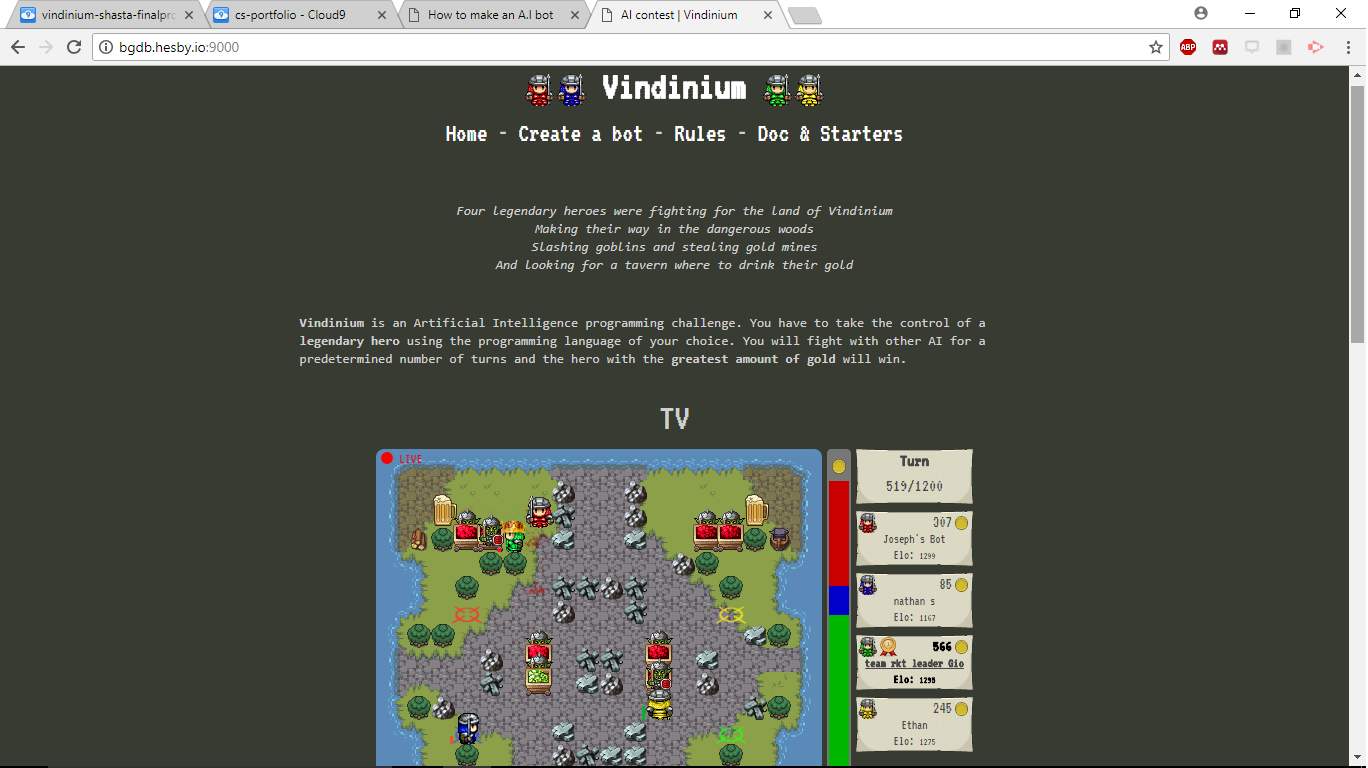 vindinium-shasta-finalpro
cs-portfolio - Cloud9
How to make an A.I bot
AI contest | Vindinium
bgdb.hesby.io:9000
ABP
Vindinium
Home - Create a bot - Rules - Doc & Starters
Four legendary heroes were fighting for the land of Vindinium
Making their way in the dangerous woods
Slashing goblins and stealing gold mines
And looking for a tavern where to drink their gold
Vindinium is an Artificial Intelligence programming challenge. You have to take the control of a
legendary hero using the programming language of your choice. You will fight with other AI for a
predetermined number of turns and the hero with the greatest amount of gold will win.
TV
LIVE
Turn
519/1200
307
Joseph's Bot
Elo: 1299
85
nathan s
Elo: 1167
566
team rkt leader Gio
Elo: 1295
245
Ethan
Elo: 1275